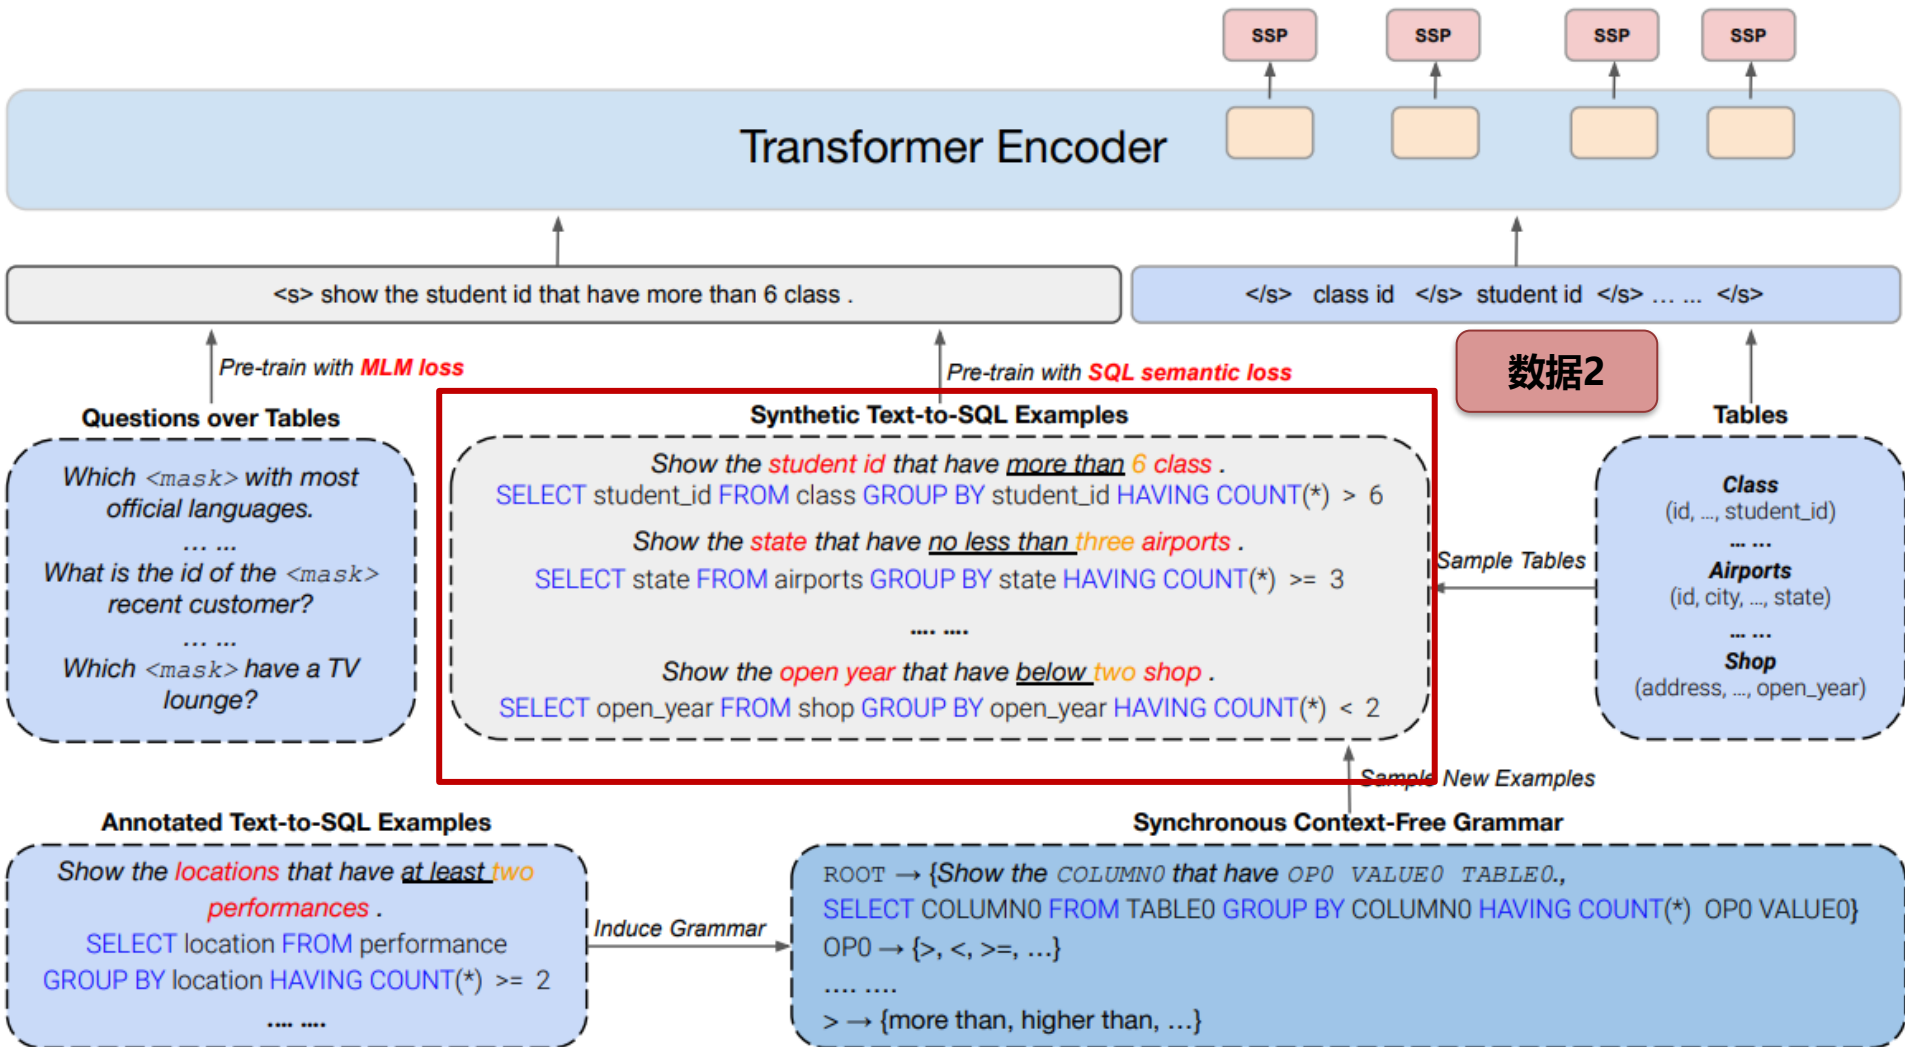 SSP SSP SSP SSP
Transformer Encoder
<s> show the student id that have more than 6 class .
</s> class id </s> student id </s> ... ... </s>
Pre-train with MLM loss
Pre-train with SQL semantic loss
数据2
Questions over Tables
Which <mask> with most
official languages.
... ...
What is the id of the <mask>
recent customer?
... ...
Which <mask> have a TV
lounge?
Synthetic Text-to-SQL Examples
Show the student id that have more than 6 class .
SELECT student_id FROM class GROUP BY student_id HAVING COUNT(*) > 6
Show the state that have no less than three airports .
SELECT state FROM airports GROUP BY state HAVING COUNT(*) >= 3
.... ....
Show the open year that have below two shop .
SELECT open_year FROM shop GROUP BY open_year HAVING COUNT(*) < 2
Sample Tables
Tables
Class
(id, ..., student_id)
... ...
Airports
(id, city, ..., state)
... ...
Shop
(address, ..., open_year)
Sample New Examples
Annotated Text-to-SQL Examples
Show the locations that have at least two
performances .
SELECT location FROM performance
GROUP BY location HAVING COUNT(*) >= 2
.... ....
Induce Grammar
Synchronous Context-Free Grammar
ROOT → {Show the COLUMN0 that have OP0 VALUE0 TABLE0.,
SELECT COLUMN0 FROM TABLE0 GROUP BY COLUMN0 HAVING COUNT(*) OP0 VALUE0}
OP0 → {>, <, >=, ...}
.... ....
> → {more than, higher than, ...}